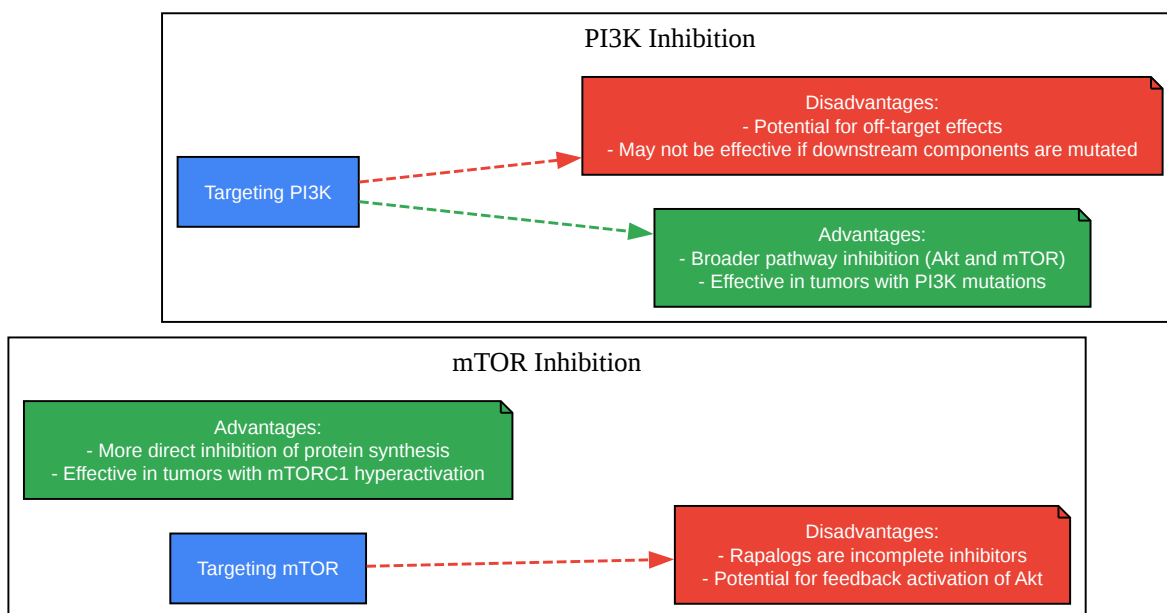 PI3K Inhibition
Disadvantages:
- Potential for off-target effects
- May not be effective if downstream components are mutated
Targeting PI3K
Advantages:
- Broader pathway inhibition (Akt and mTOR)
- Effective in tumors with PI3K mutations
mTOR Inhibition
Advantages:
- More direct inhibition of protein synthesis
- Effective in tumors with mTORC1 hyperactivation
Targeting mTOR
Disadvantages:
- Rapalogs are incomplete inhibitors
- Potential for feedback activation of Akt